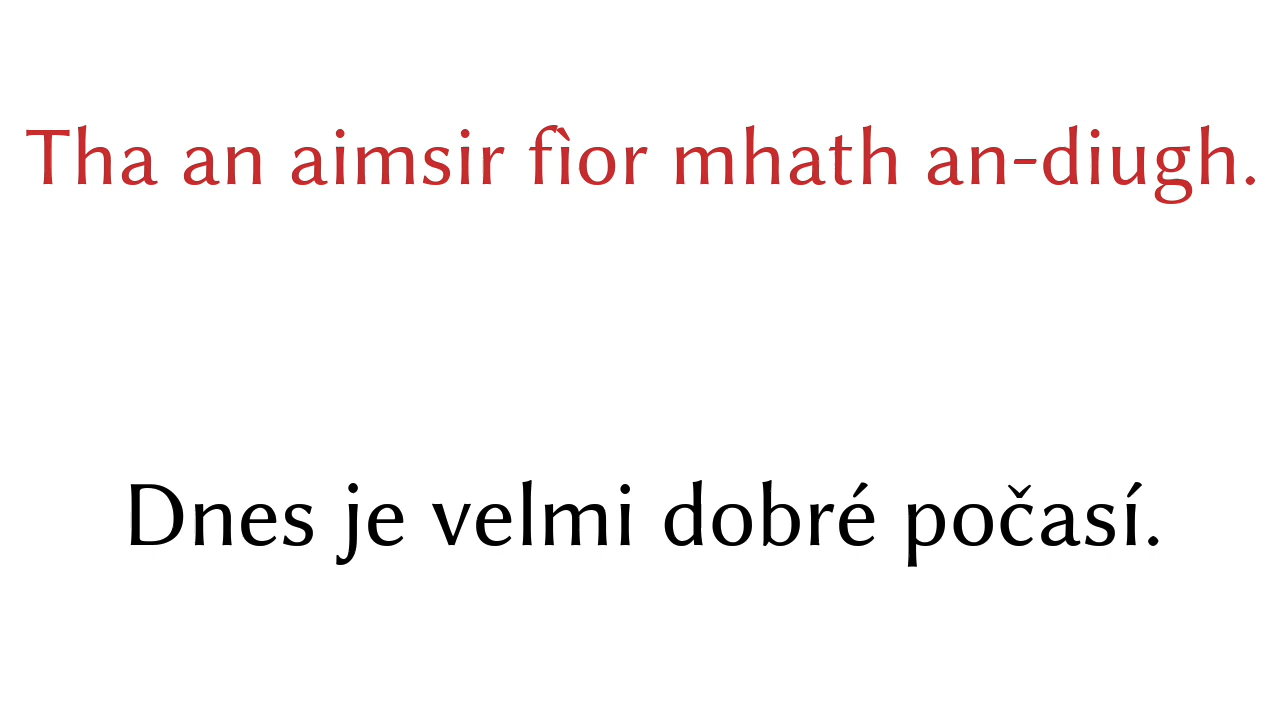 Tha an aimsir fìor mhath an-diugh.
Dnes je velmi dobré počasí.